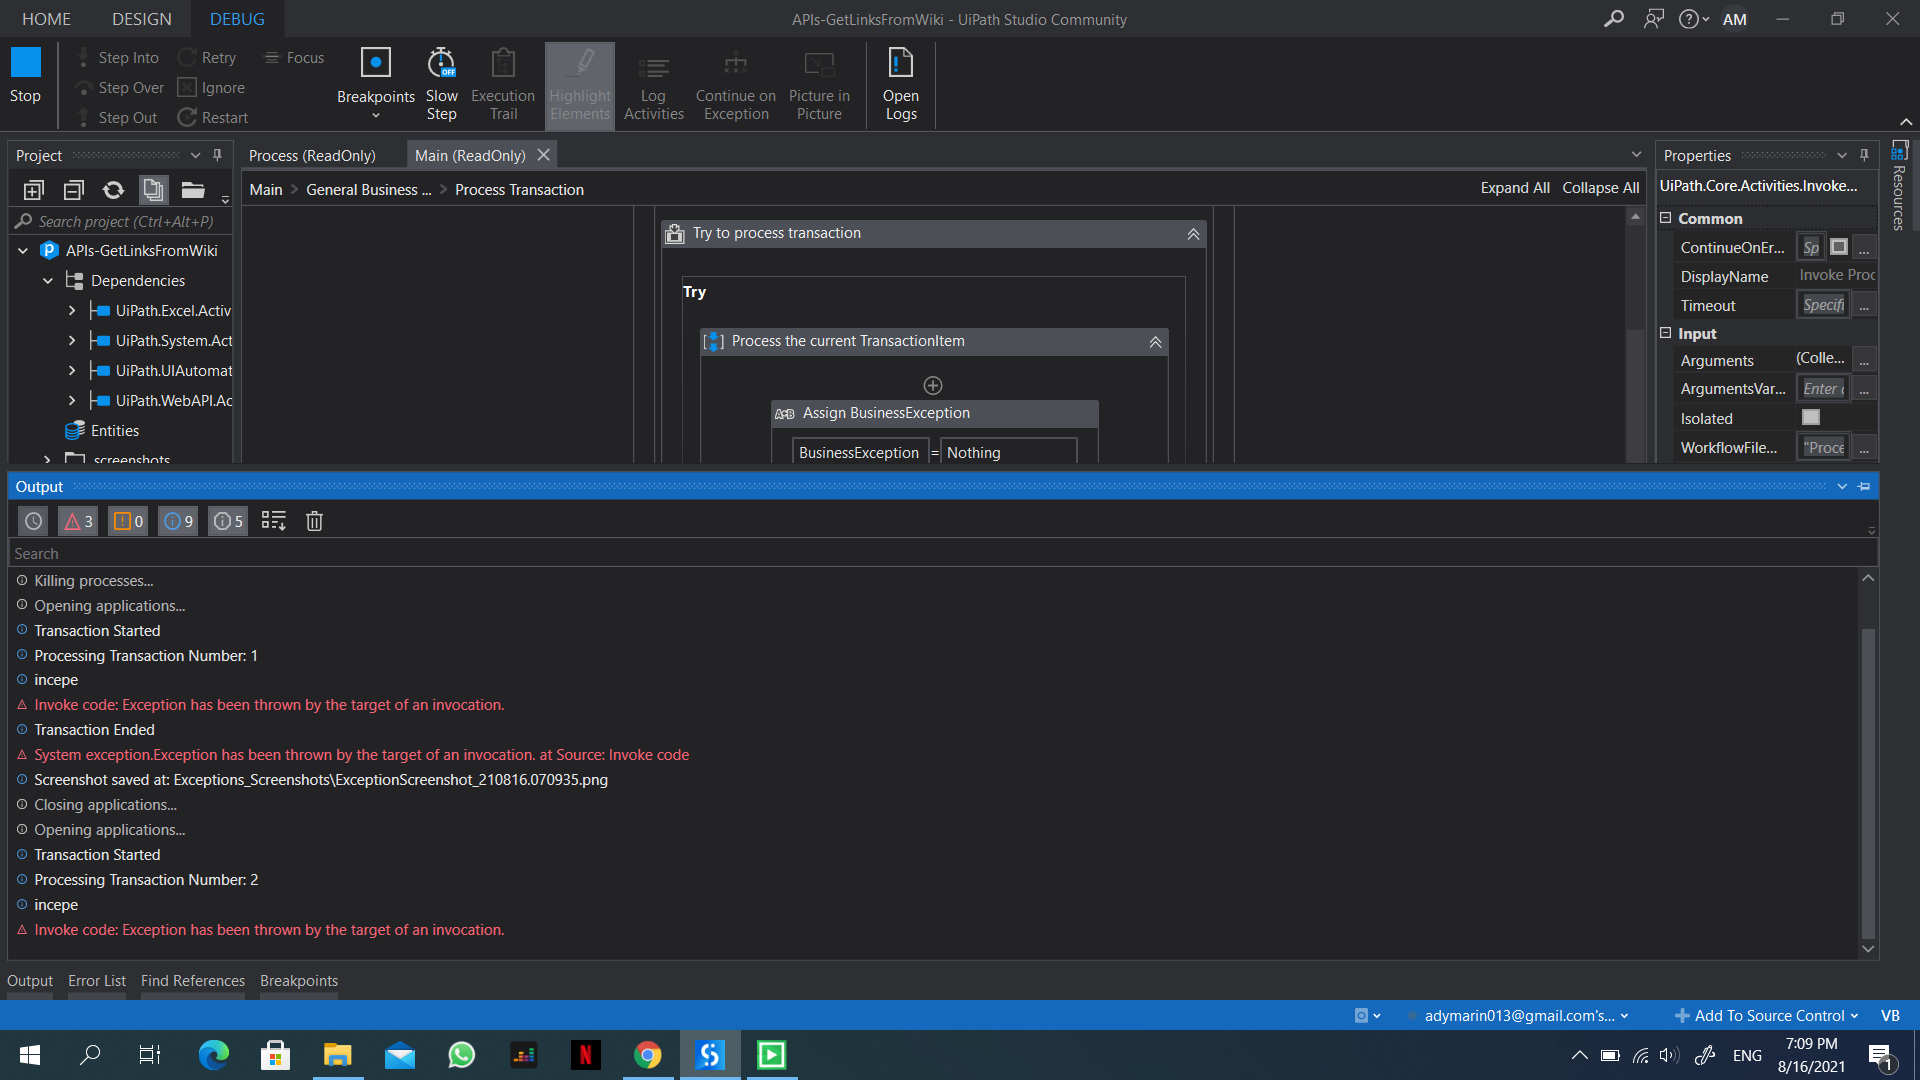 HOME DESIGN DEBUG APIs-GetLinksFromWiki - UiPath Studio Community AM
Stop
Step Into Retry Focus
Step Over Ignore
Step Out Restart
Breakpoints
Slow Step
OFF
Execution Trail
Highlight Elements
Log Activities
Continue on Exception
Picture in Picture
Open Logs
Project
Process (ReadOnly) Main (ReadOnly)
Properties
Resources
Main > General Business ... > Process Transaction Expand All Collapse All
UiPath.Core.Activities.Invoke...
Search project (Ctrl+Alt+P)
APIs-GetLinksFromWiki
Dependencies
UiPath.Excel.Activ
UiPath.System.Act
UiPath.UIAutomat
UiPath.WebAPI.Ac
Entities
screenshots
Try to process transaction
Try
Process the current TransactionItem
A=B Assign BusinessException
BusinessException = Nothing
Common
ContinueOnEr... Sp ...
DisplayName Invoke Proc
Timeout Specifi ...
Input
Arguments (Colle... ...
ArgumentsVar... Enter ...
Isolated
WorkflowFile... "Proce ...
Output
3 0 9 5
Search
Killing processes...
Opening applications...
Transaction Started
Processing Transaction Number: 1
incepe
Invoke code: Exception has been thrown by the target of an invocation.
Transaction Ended
System exception.Exception has been thrown by the target of an invocation. at Source: Invoke code
Screenshot saved at: Exceptions_Screenshots\ExceptionScreenshot_210816.070935.png
Closing applications...
Opening applications...
Transaction Started
Processing Transaction Number: 2
incepe
Invoke code: Exception has been thrown by the target of an invocation.
Output Error List Find References Breakpoints
adymarin013@gmail.com's... Add To Source Control VB
ENG
7:09 PM
8/16/2021
1